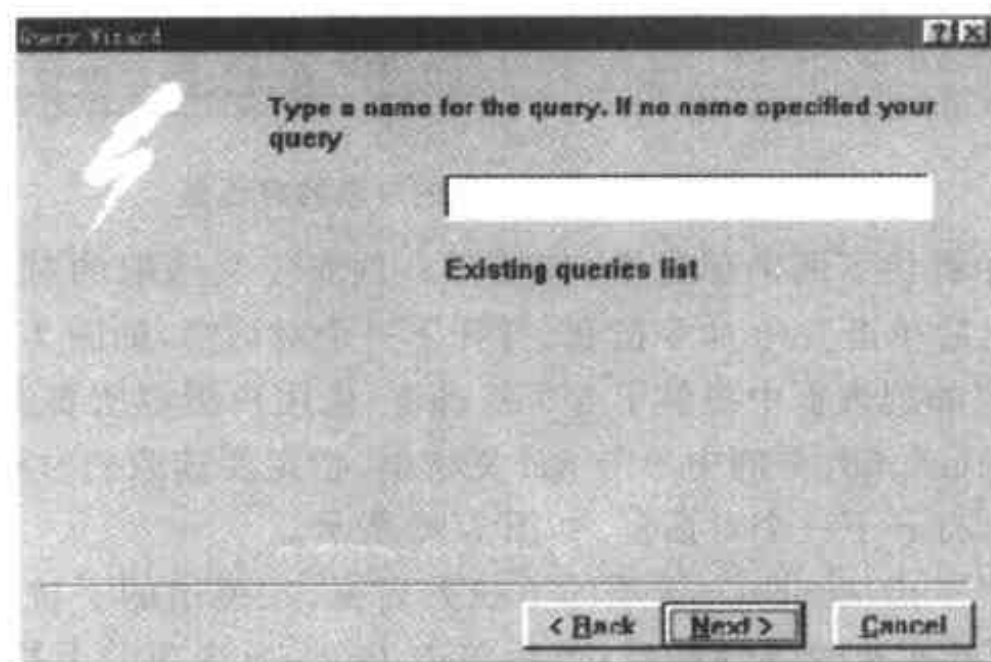 Query Wizard
Type a name for the query. If no name specified your
query
Existing queries list
< Back
Next >
Cancel